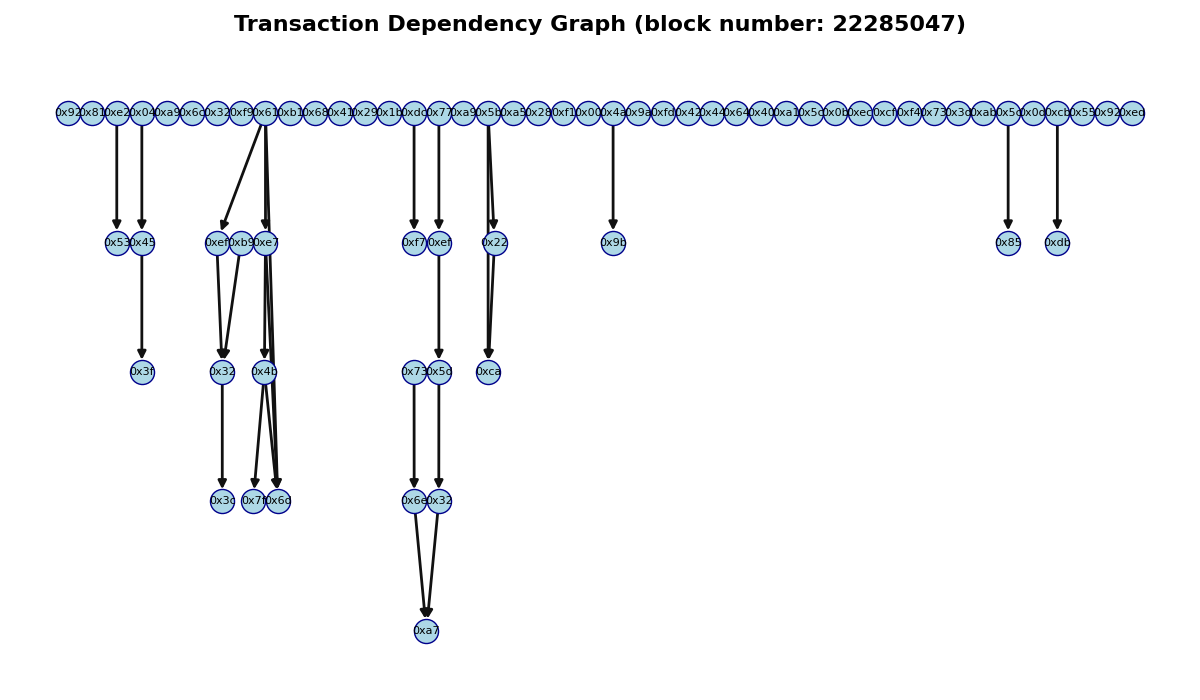 Transaction Dependency Graph (block number: 22285047)
0x92 0x81 0xe2 0x04 0xa9 0x6c 0x32 0xf9 0x61 0xb1 0x68 0x41 0x29 0x1b 0xdc 0x77 0xa9 0x5b 0xa5 0x28 0xf1 0x00 0x4a 0x9a 0xfd 0x42 0x44 0x64 0x40 0xa1 0x5c 0x0b 0xec 0xcf 0xf4 0x73 0x3d 0xab 0x5c 0x0d 0xcb 0x55 0x92 0xed
0x53 0x45 0xef 0xb9 0xe7 0xf7 0xef 0x22 0x9b 0x85 0xdb
0x3f 0x32 0x4b 0x73 0x5d 0xca
0x3c 0x7f 0x6d 0x6e 0x32
0xa7